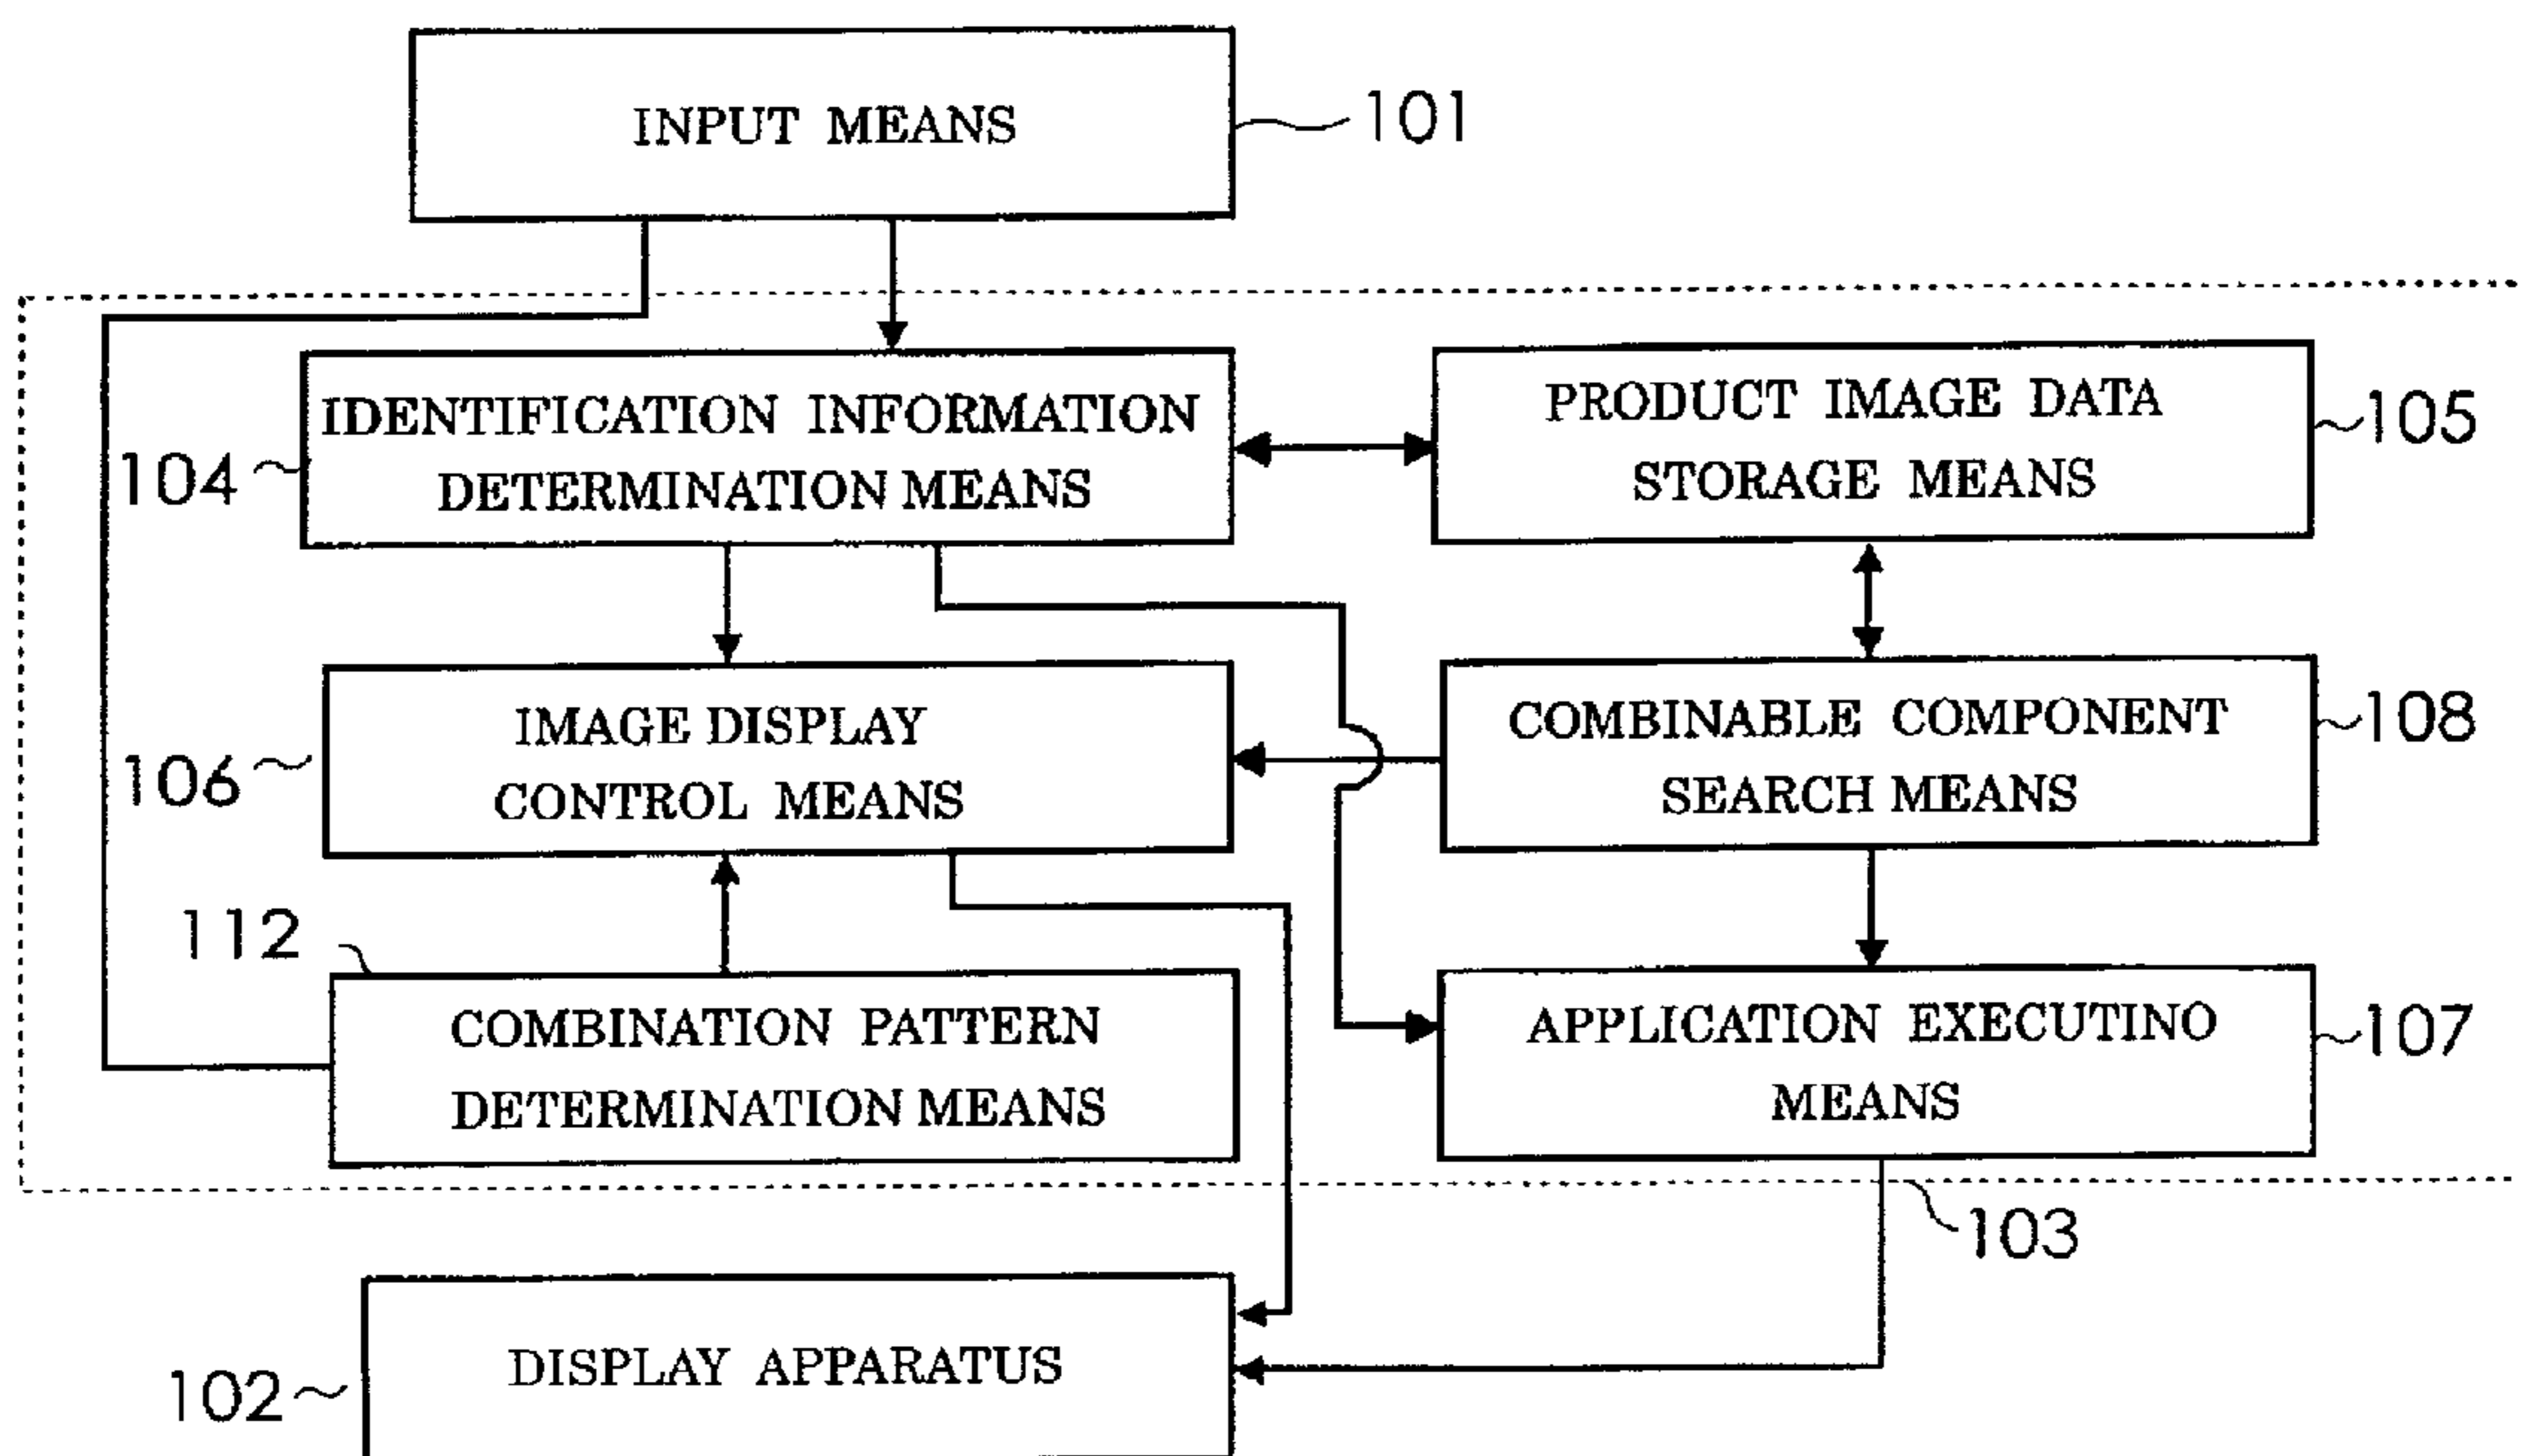 INPUT MEANS
101
IDENTIFICATION INFORMATION
DETERMINATION MEANS
104
PRODUCT IMAGE DATA
STORAGE MEANS
105
IMAGE DISPLAY
CONTROL MEANS
106
COMBINABLE COMPONENT
SEARCH MEANS
108
112
COMBINATION PATTERN
DETERMINATION MEANS
APPLICATION EXECUTINO
MEANS
107
103
DISPLAY APPARATUS
102